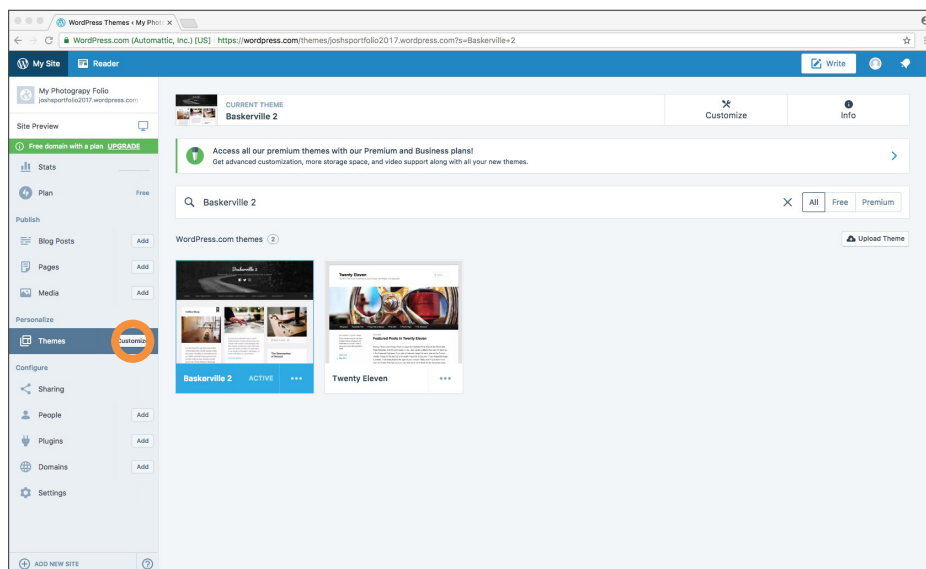 WordPress Themes ‹ My Photo
WordPress.com (Automattic, Inc.) [US] https://wordpress.com/themes/joshsportfolio2017.wordpress.com?s=Baskerville+2
My Site Reader Write
My Photograpy Folio
joshsportfolio2017.wordpress.com
Site Preview
Free domain with a plan UPGRADE
Stats
Plan Free
Publish
Blog Posts Add
Pages Add
Media Add
Personalize
Themes Customize
Configure
Sharing
People Add
Plugins Add
Domains Add
Settings
ADD NEW SITE
CURRENT THEME
Baskerville 2
Customize
Info
Access all our premium themes with our Premium and Business plans!
Get advanced customization, more storage space, and video support along with all your new themes.
Baskerville 2 All Free Premium
WordPress.com themes 2 Upload Theme
Baskerville 2
Twenty Eleven
Featured Posts in Twenty Eleven
Baskerville 2 ACTIVE
Twenty Eleven